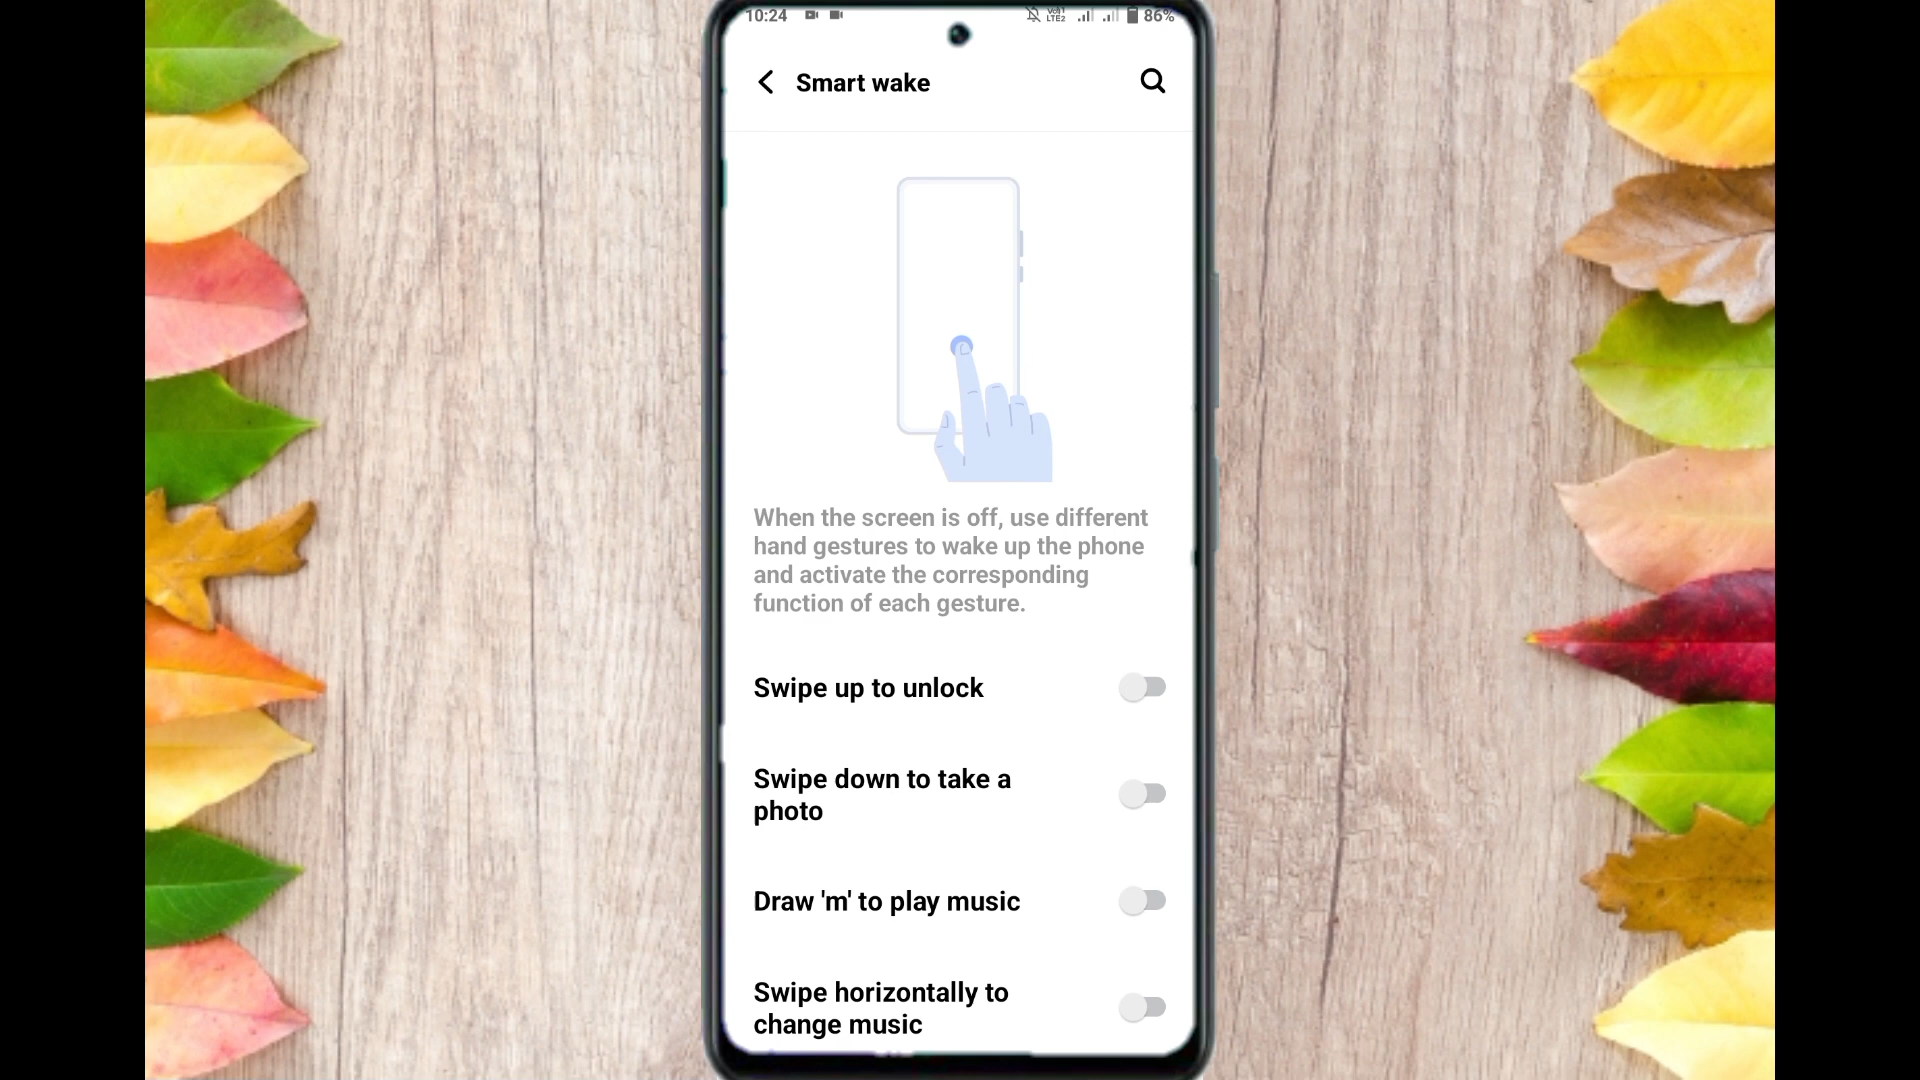 10:24 VoLTE LTE2 86%
Smart wake
When the screen is off, use different
hand gestures to wake up the phone
and activate the corresponding
function of each gesture.
Swipe up to unlock
Swipe down to take a
photo
Draw 'm' to play music
Swipe horizontally to
change music